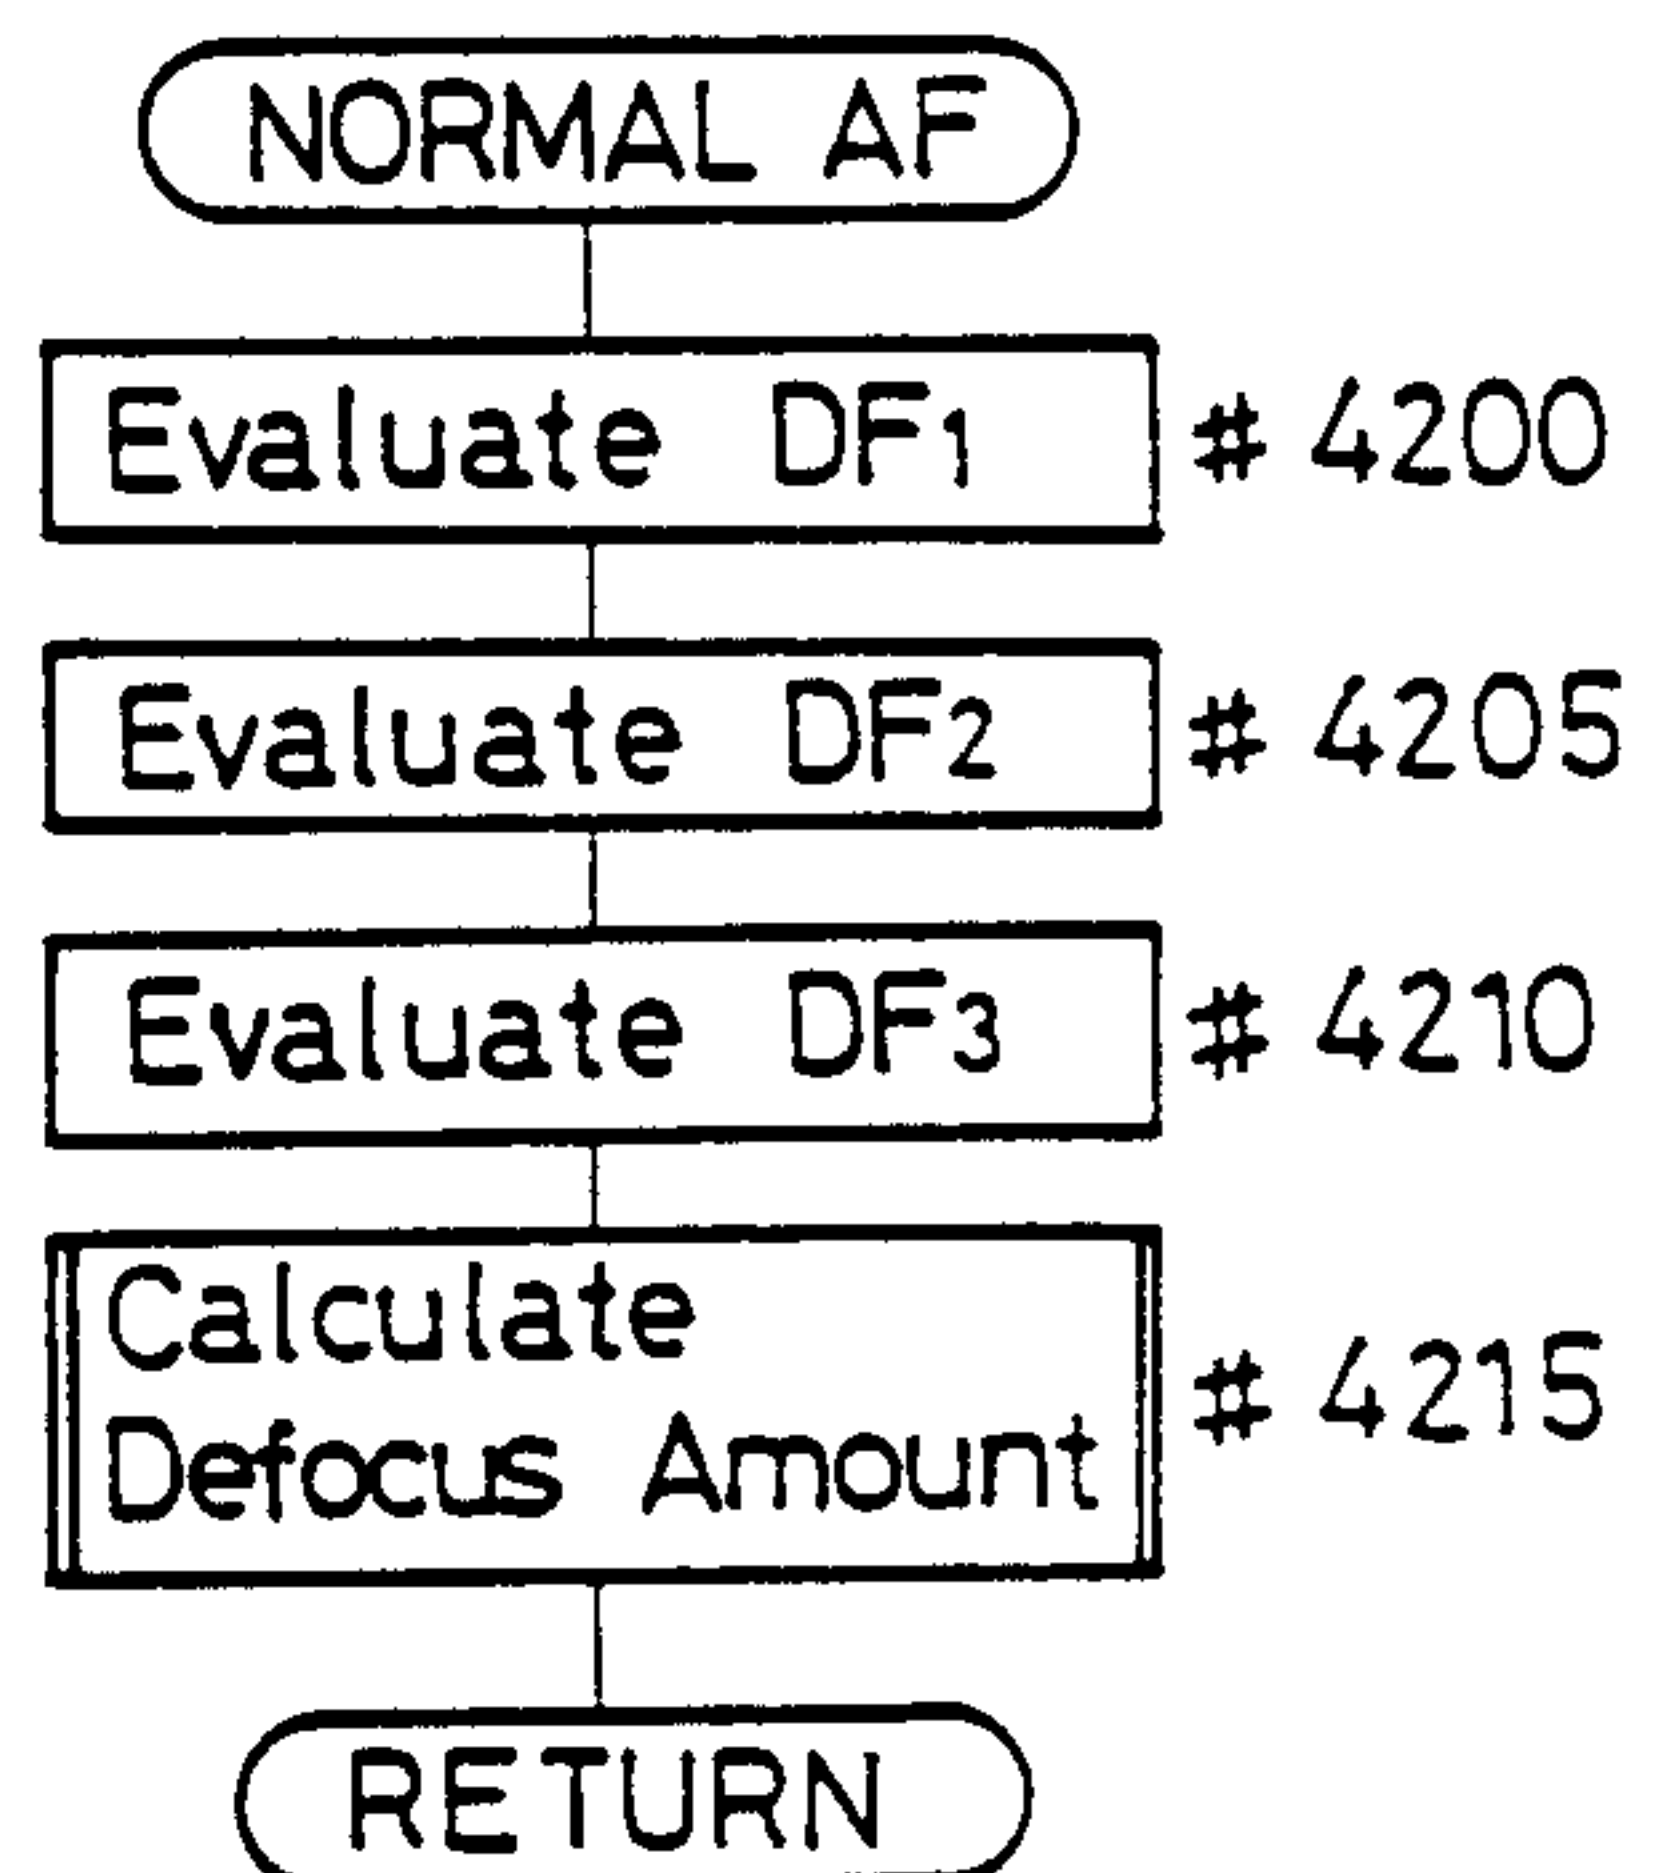 NORMAL AF
Evaluate DF1 # 4200
Evaluate DF2 # 4205
Evaluate DF3 # 4210
Calculate
Defocus Amount # 4215
RETURN